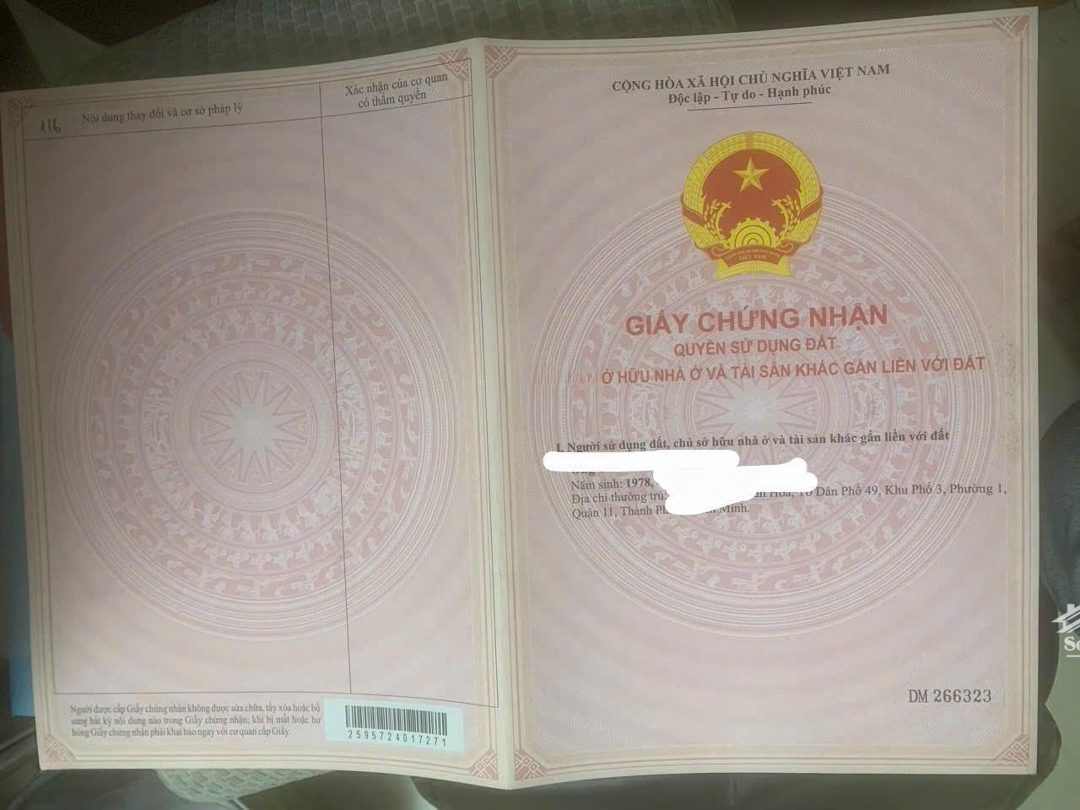 Nội dung thay đổi và cơ sở pháp lý
Xác nhận của cơ quan
có thẩm quyền
Người được cấp Giấy chứng nhận không được sửa chữa, tẩy xóa hoặc bổ
sung bất kỳ nội dung nào trong Giấy chứng nhận; khi bị mất hoặc hư
hỏng Giấy chứng nhận phải khai báo ngay với cơ quan cấp Giấy.
2595724017271
CỘNG HÒA XÃ HỘI CHỦ NGHĨA VIỆT NAM
Độc lập - Tự do - Hạnh phúc
VIỆT NAM
GIẤY CHỨNG NHẬN
QUYỀN SỬ DỤNG ĐẤT
Ở HỮU NHÀ Ở VÀ TÀI SẢN KHÁC GẮN LIỀN VỚI ĐẤT
I. Người sử dụng đất, chủ sở hữu nhà ở và tài sản khác gắn liền với đất
Năm sinh: 1978,
Địa chỉ thường trú: Hòa, Tổ Dân Phố 49, Khu Phố 3, Phường 1,
Quận 11, Thành Minh.
DM 266323